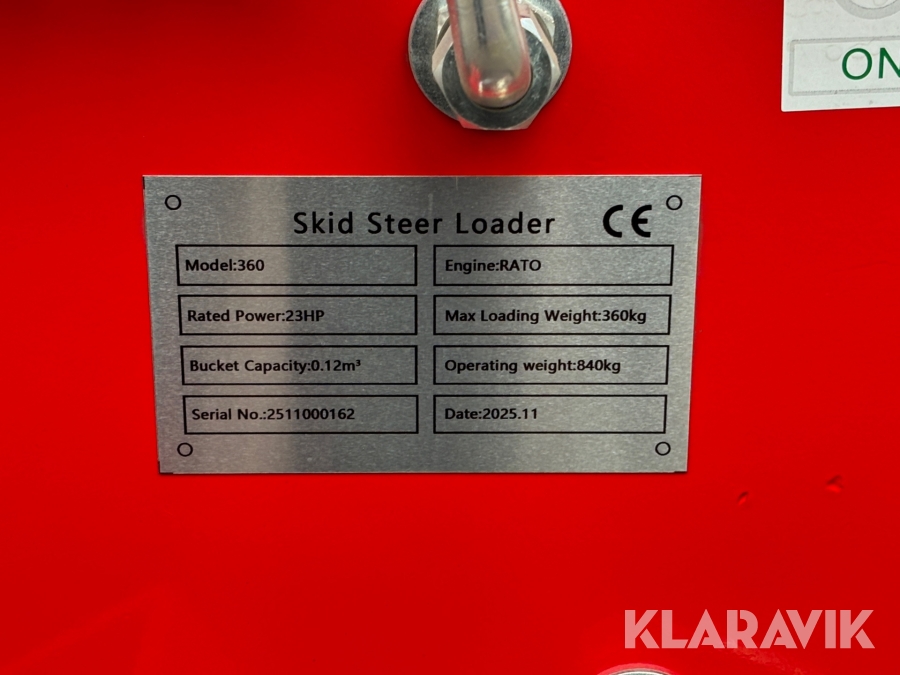 ON
Skid Steer Loader CE
Model:360 Engine:RATO
Rated Power:23HP Max Loading Weight:360kg
Bucket Capacity:0.12m³ Operating weight:840kg
Serial No.:2511000162 Date:2025.11
KLARAVIK